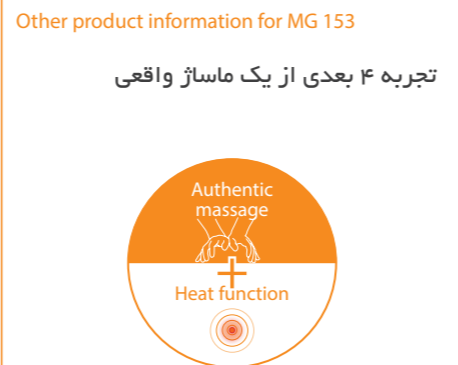 Other product information for MG 153
تجربه ۴ بعدی از یک ماساژ واقعی
Authentic
massage
+
Heat function